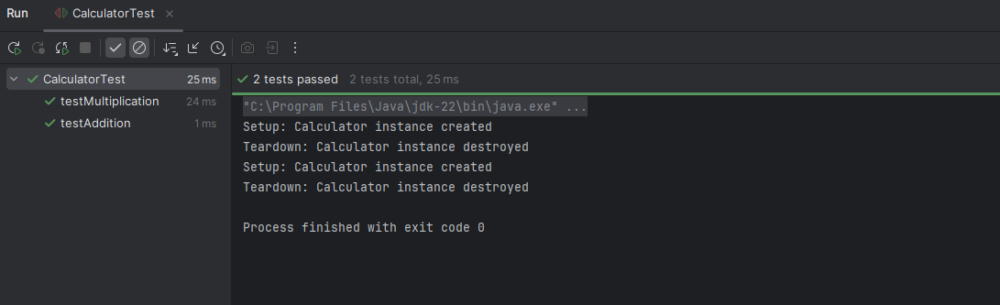 Run CalculatorTest
CalculatorTest 25 ms
testMultiplication 24 ms
testAddition 1 ms
2 tests passed 2 tests total, 25 ms
"C:\Program Files\Java\jdk-22\bin\java.exe" ...
Setup: Calculator instance created
Teardown: Calculator instance destroyed
Setup: Calculator instance created
Teardown: Calculator instance destroyed
Process finished with exit code 0